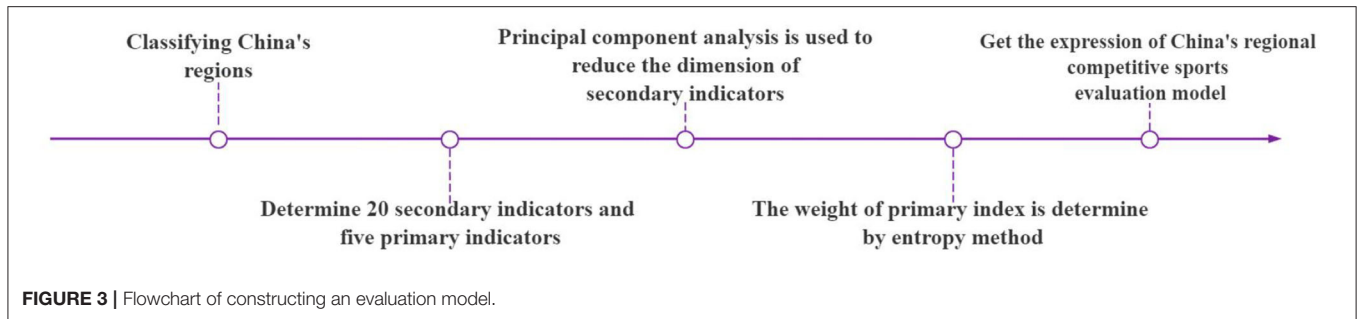 Classifying China's
regions
Determine 20 secondary indicators and
five primary indicators
Principal component analysis is used to
reduce the dimension of
secondary indicators
The weight of primary index is determine
by entropy method
Get the expression of China's regional
competitive sports
evaluation model
FIGURE 3 | Flowchart of constructing an evaluation model.